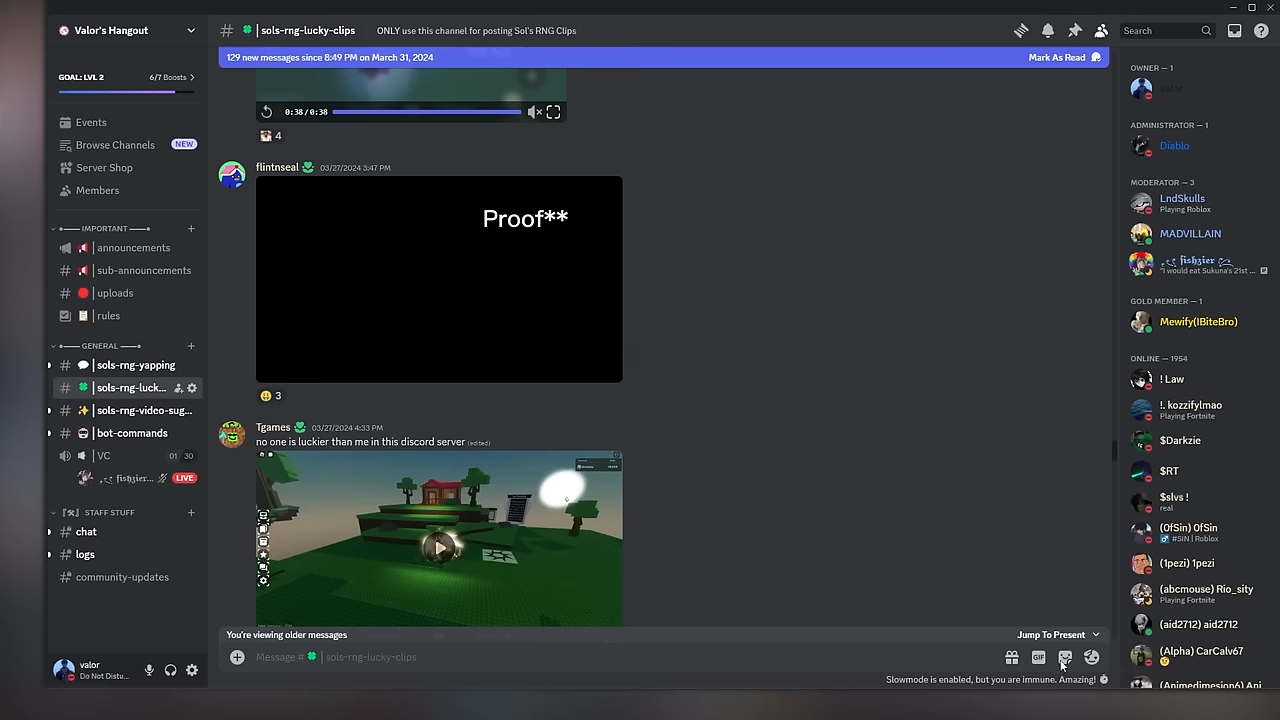 Valor's Hangout
sols-rng-lucky-clips
ONLY use this channel for posting Sol's RNG Clips
Search
129 new messages since 8:49 PM on March 31, 2024
Mark As Read
GOAL: LVL 2
6/7 Boosts
Events
Browse Channels
NEW
Server Shop
Members
IMPORTANT
announcements
sub-announcements
uploads
rules
GENERAL
sols-rng-yapping
sols-rng-luck...
sols-rng-video-sug...
bot-commands
VC
01 30
fishzier...
LIVE
STAFF STUFF
chat
logs
community-updates
valor
Do Not Distu...
0:38/0:38
4
flintnseal
03/27/2024 3:47 PM
Proof**
3
Tgames
03/27/2024 4:33 PM
no one is luckier than me in this discord server (edited)
You're viewing older messages
Jump To Present
Message #
sols-rng-lucky-clips
GIF
Slowmode is enabled, but you are immune. Amazing!
OWNER — 1
valor
ADMINISTRATOR — 1
Diablo
MODERATOR — 3
LndSkulls
Playing Roblox
MADVILLAIN
fishzier
"I would eat Sukuna's 21st ...
GOLD MEMBER — 1
Mewify(IBiteBro)
ONLINE — 1954
! Law
!. kozzifylmao
Playing Fortnite
$Darkzie
$RT
$slvs !
real
(0fSin) 0fSin
#SIN | Roblox
(1pezi) 1pezi
(abcmouse) Rio_sity
Playing Fortnite
(aid2712) aid2712
(Alpha) CarCalv67
(Animedimesion6) Ani